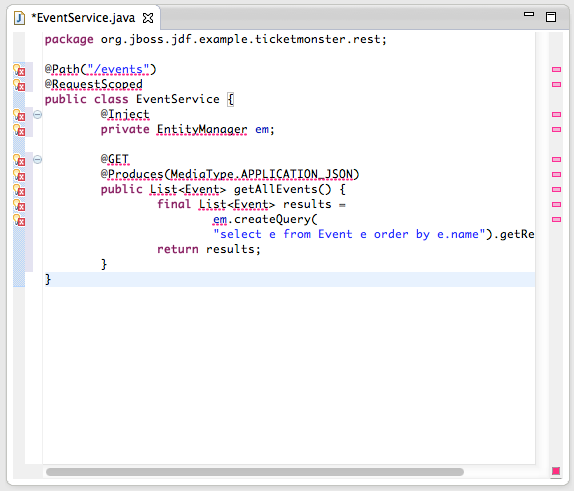 *EventService.java
package org.jboss.jdf.example.ticketmonster.rest;
@Path("/events")
@RequestScoped
public class EventService {
@Inject
private EntityManager em;
@GET
@Produces(MediaType.APPLICATION_JSON)
public List<Event> getAllEvents() {
final List<Event> results =
em.createQuery(
"select e from Event e order by e.name").getRe
return results;
}
}